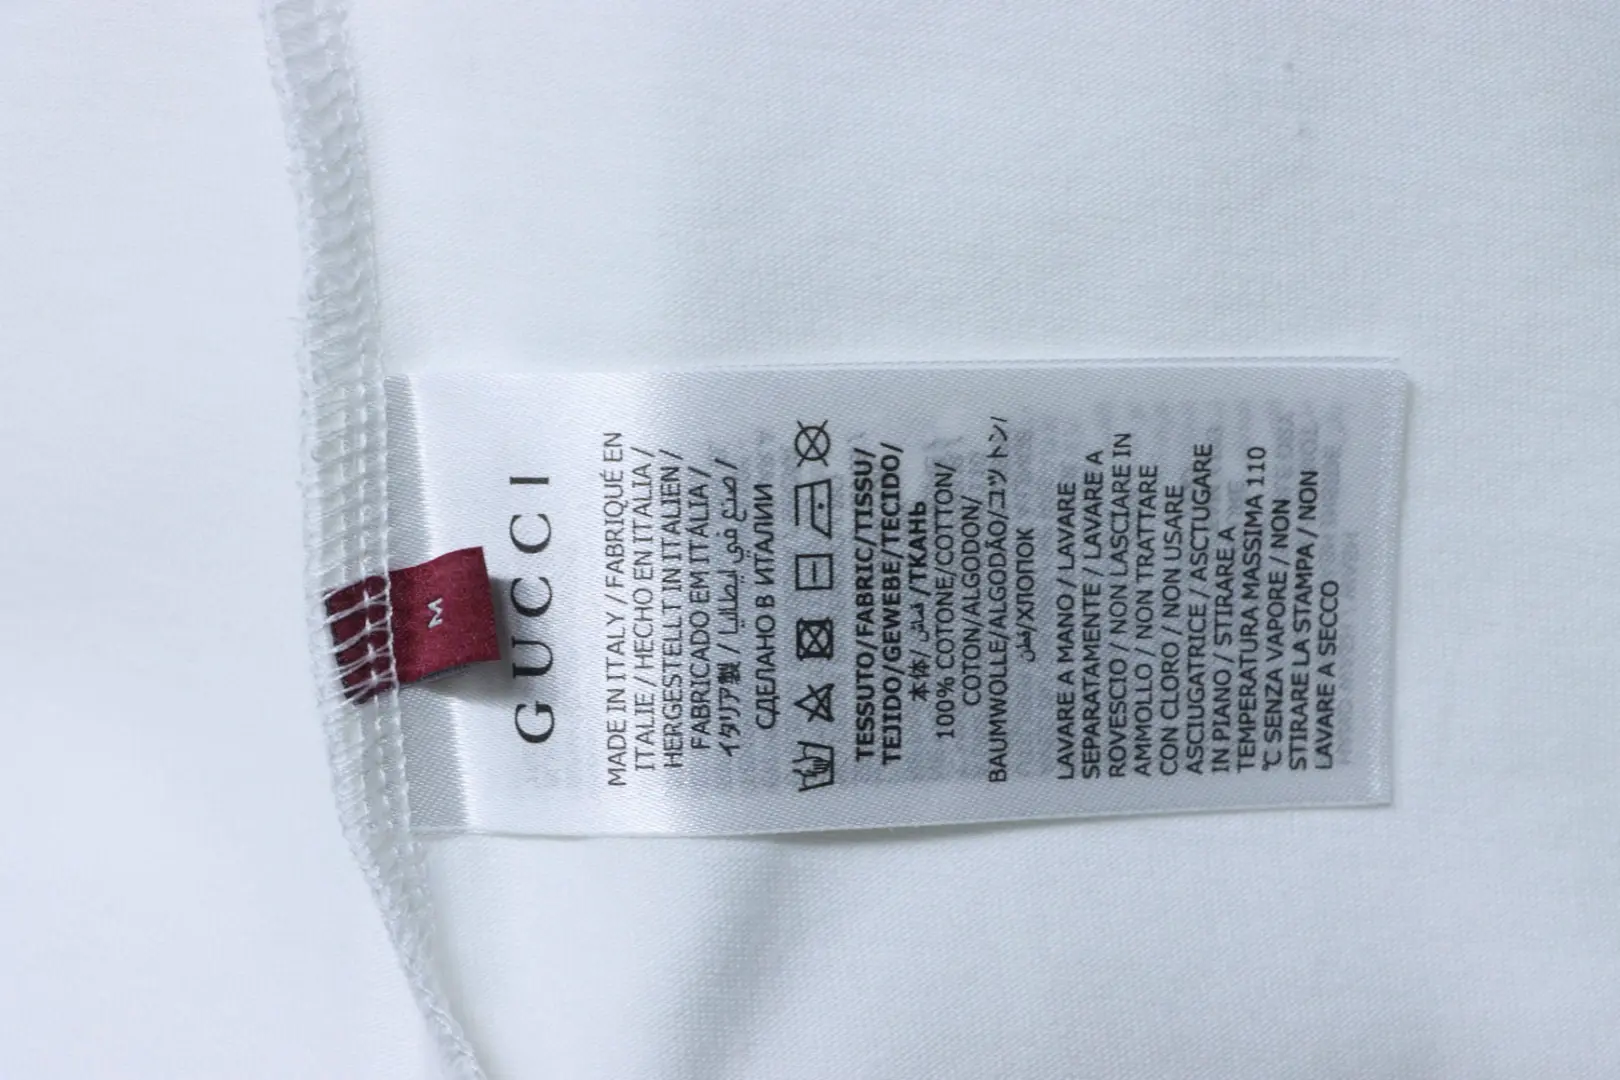 M
GUCCI
MADE IN ITALY / FABRIQUÉ EN
ITALIE / HECHO EN ITALIA /
HERGESTELLT IN ITALIEN /
FABRICADO EM ITALIA /
イタリア製 / صنع في إيطاليا /
СДЕЛАНО В ИТАЛИИ
TESSUTO/FABRIC/TISSU/
TEJIDO/GEWEBE/TECIDO/
本体/ قماش /ТКАНЬ
100% COTONE/COTTON/
COTON/ALGODON/
BAUMWOLLE/ALGODÃO/コットン/
قطن/ХЛОПОК
LAVARE A MANO / LAVARE
SEPARATAMENTE / LAVARE A
ROVESCIO / NON LASCIARE IN
AMMOLLO / NON TRATTARE
CON CLORO / NON USARE
ASCIUGATRICE / ASCTUGARE
IN PIANO / STIRARE A
TEMPERATURA MASSIMA 110
°C SENZA VAPORE / NON
STIRARE LA STAMPA / NON
LAVARE A SECCO